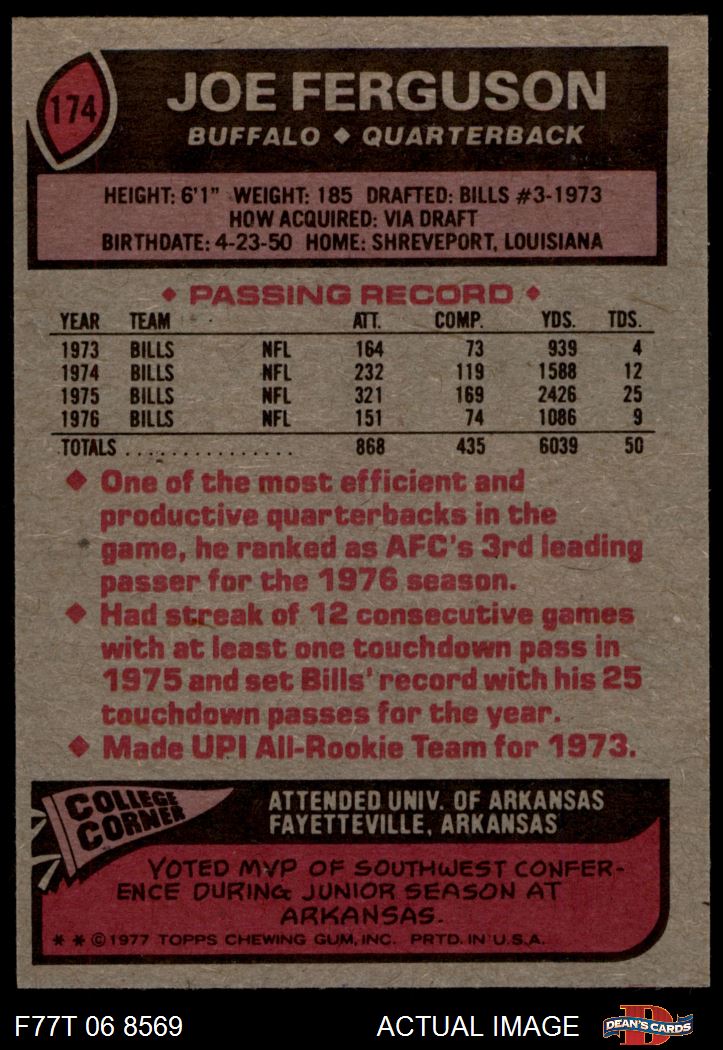 174
JOE FERGUSON
BUFFALO ◆ QUARTERBACK
HEIGHT: 6'1" WEIGHT: 185 DRAFTED: BILLS #3-1973
HOW ACQUIRED: VIA DRAFT
BIRTHDATE: 4-23-50 HOME: SHREVEPORT, LOUISIANA
◆ PASSING RECORD ◆
YEAR TEAM ATT. COMP. YDS. TDS.
1973 BILLS NFL 164 73 939 4
1974 BILLS NFL 232 119 1588 12
1975 BILLS NFL 321 169 2426 25
1976 BILLS NFL 151 74 1086 9
TOTALS . . . . . . . . . . . . . . . 868 435 6039 50
◆ One of the most efficient and
productive quarterbacks in the
game, he ranked as AFC's 3rd leading
passer for the 1976 season.
◆ Had streak of 12 consecutive games
with at least one touchdown pass in
1975 and set Bills' record with his 25
touchdown passes for the year.
◆ Made UPI All-Rookie Team for 1973.
COLLEGE
CORNER
ATTENDED UNIV. OF ARKANSAS
FAYETTEVILLE, ARKANSAS
VOTED MVP OF SOUTHWEST CONFER-
ENCE DURING JUNIOR SEASON AT
ARKANSAS.
* * © 1977 TOPPS CHEWING GUM, INC. PRTD. IN U.S.A.
F77T 06 8569 ACTUAL IMAGE
D
DEAN'S CARDS